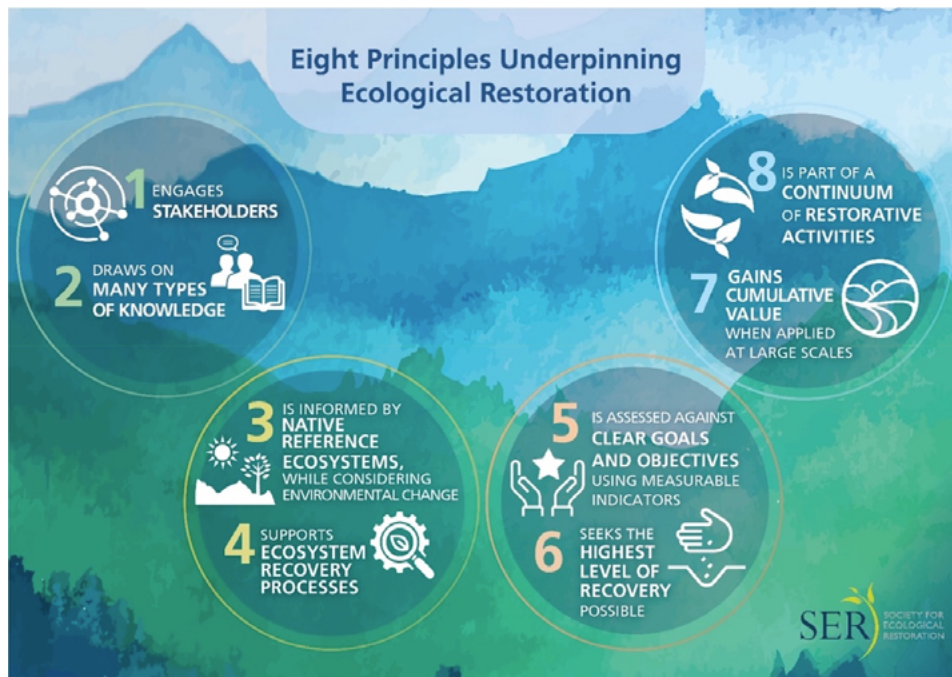 Eight Principles Underpinning
Ecological Restoration
1 ENGAGES
STAKEHOLDERS
2 DRAWS ON
MANY TYPES
OF KNOWLEDGE
3 IS INFORMED BY
NATIVE
REFERENCE
ECOSYSTEMS,
WHILE CONSIDERING
ENVIRONMENTAL CHANGE
4 SUPPORTS
ECOSYSTEM
RECOVERY
PROCESSES
5 IS ASSESSED AGAINST
CLEAR GOALS
AND OBJECTIVES
USING MEASURABLE
INDICATORS
6 SEEKS THE
HIGHEST
LEVEL OF
RECOVERY
POSSIBLE
7 GAINS
CUMULATIVE
VALUE
WHEN APPLIED
AT LARGE SCALES
8 IS PART OF A
CONTINUUM
OF RESTORATIVE
ACTIVITIES
SER
SOCIETY FOR
ECOLOGICAL
RESTORATION